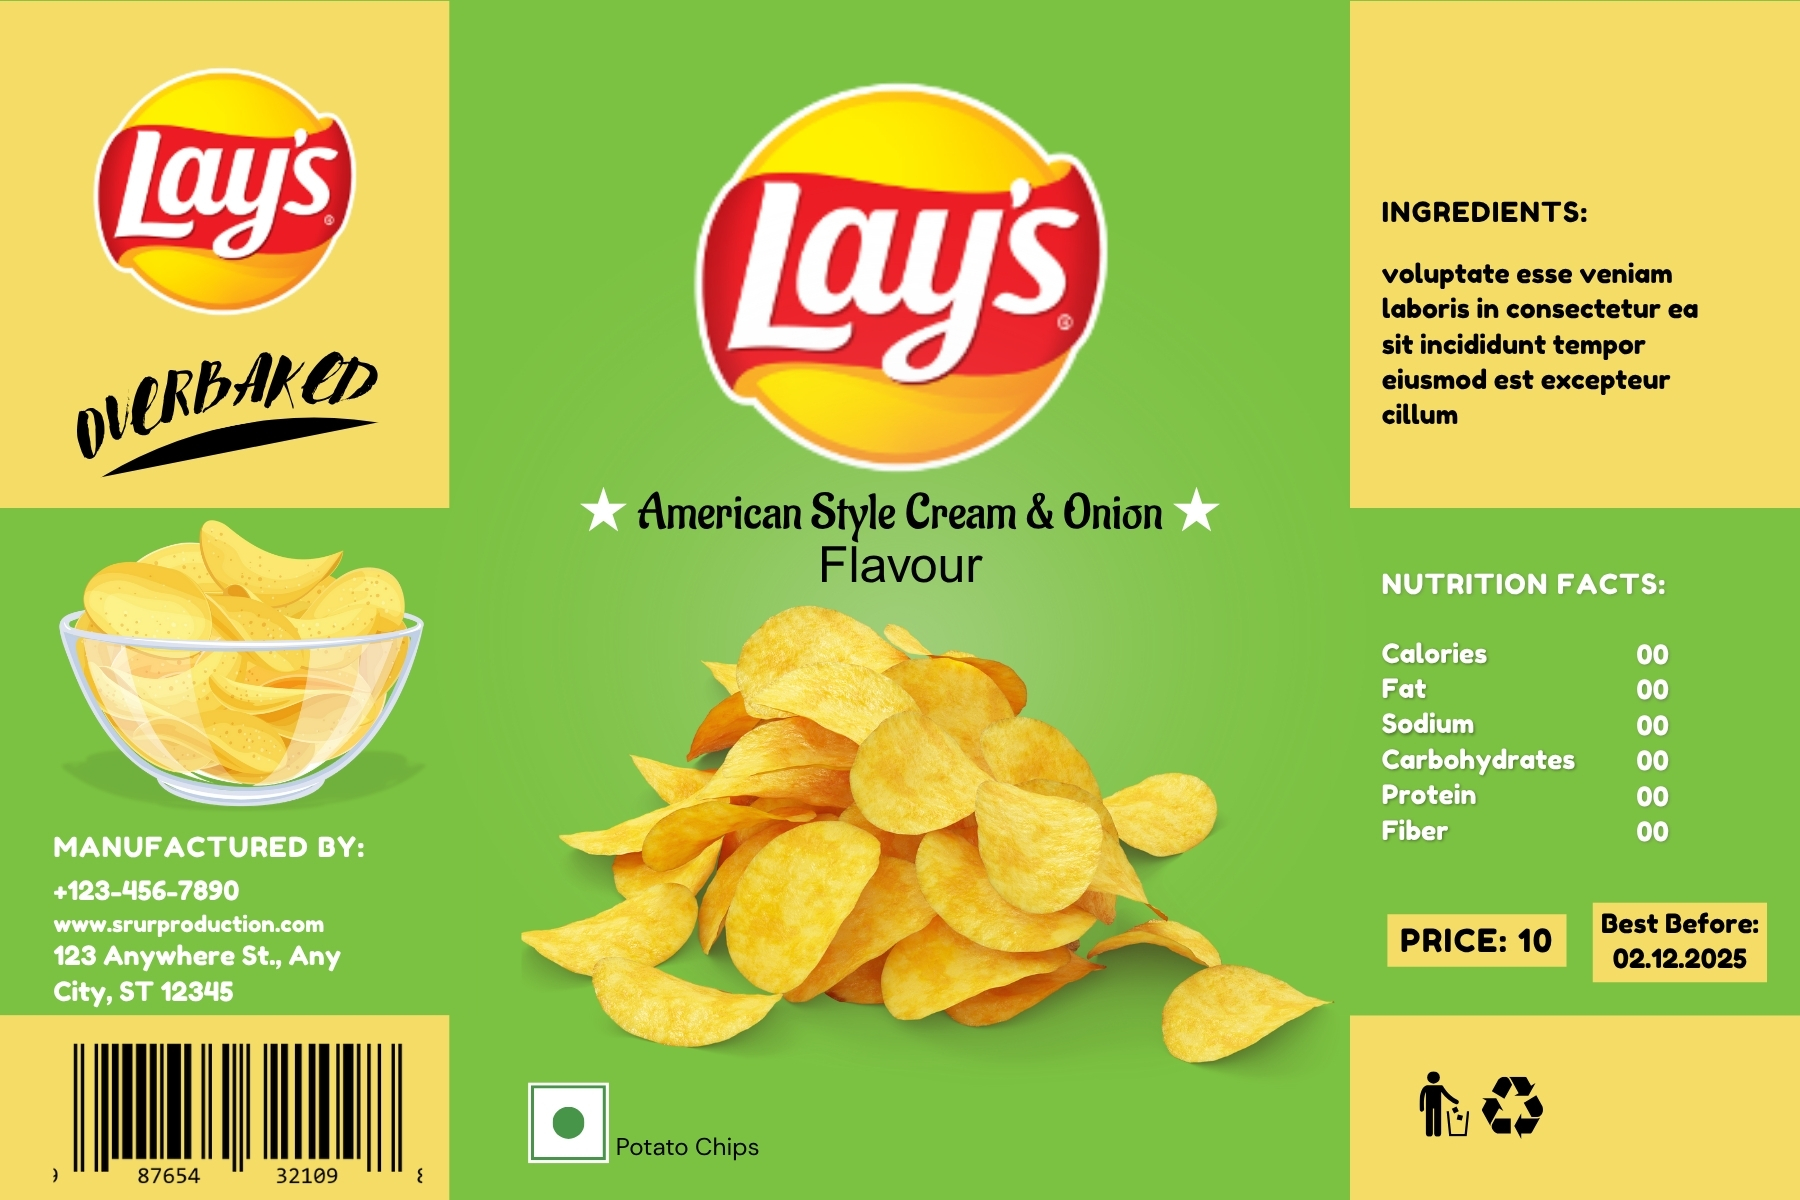 Lay's
OVERBAKED
MANUFACTURED BY:
+123-456-7890
www.srurproduction.com
123 Anywhere St., Any
City, ST 12345
87654 32109
Lay's
American Style Cream & Onion
Flavour
Potato Chips
INGREDIENTS:
voluptate esse veniam
laboris in consectetur ea
sit incididunt tempor
eiusmod est excepteur
cillum
NUTRITION FACTS:
Calories 00
Fat 00
Sodium 00
Carbohydrates 00
Protein 00
Fiber 00
PRICE: 10
Best Before:
02.12.2025